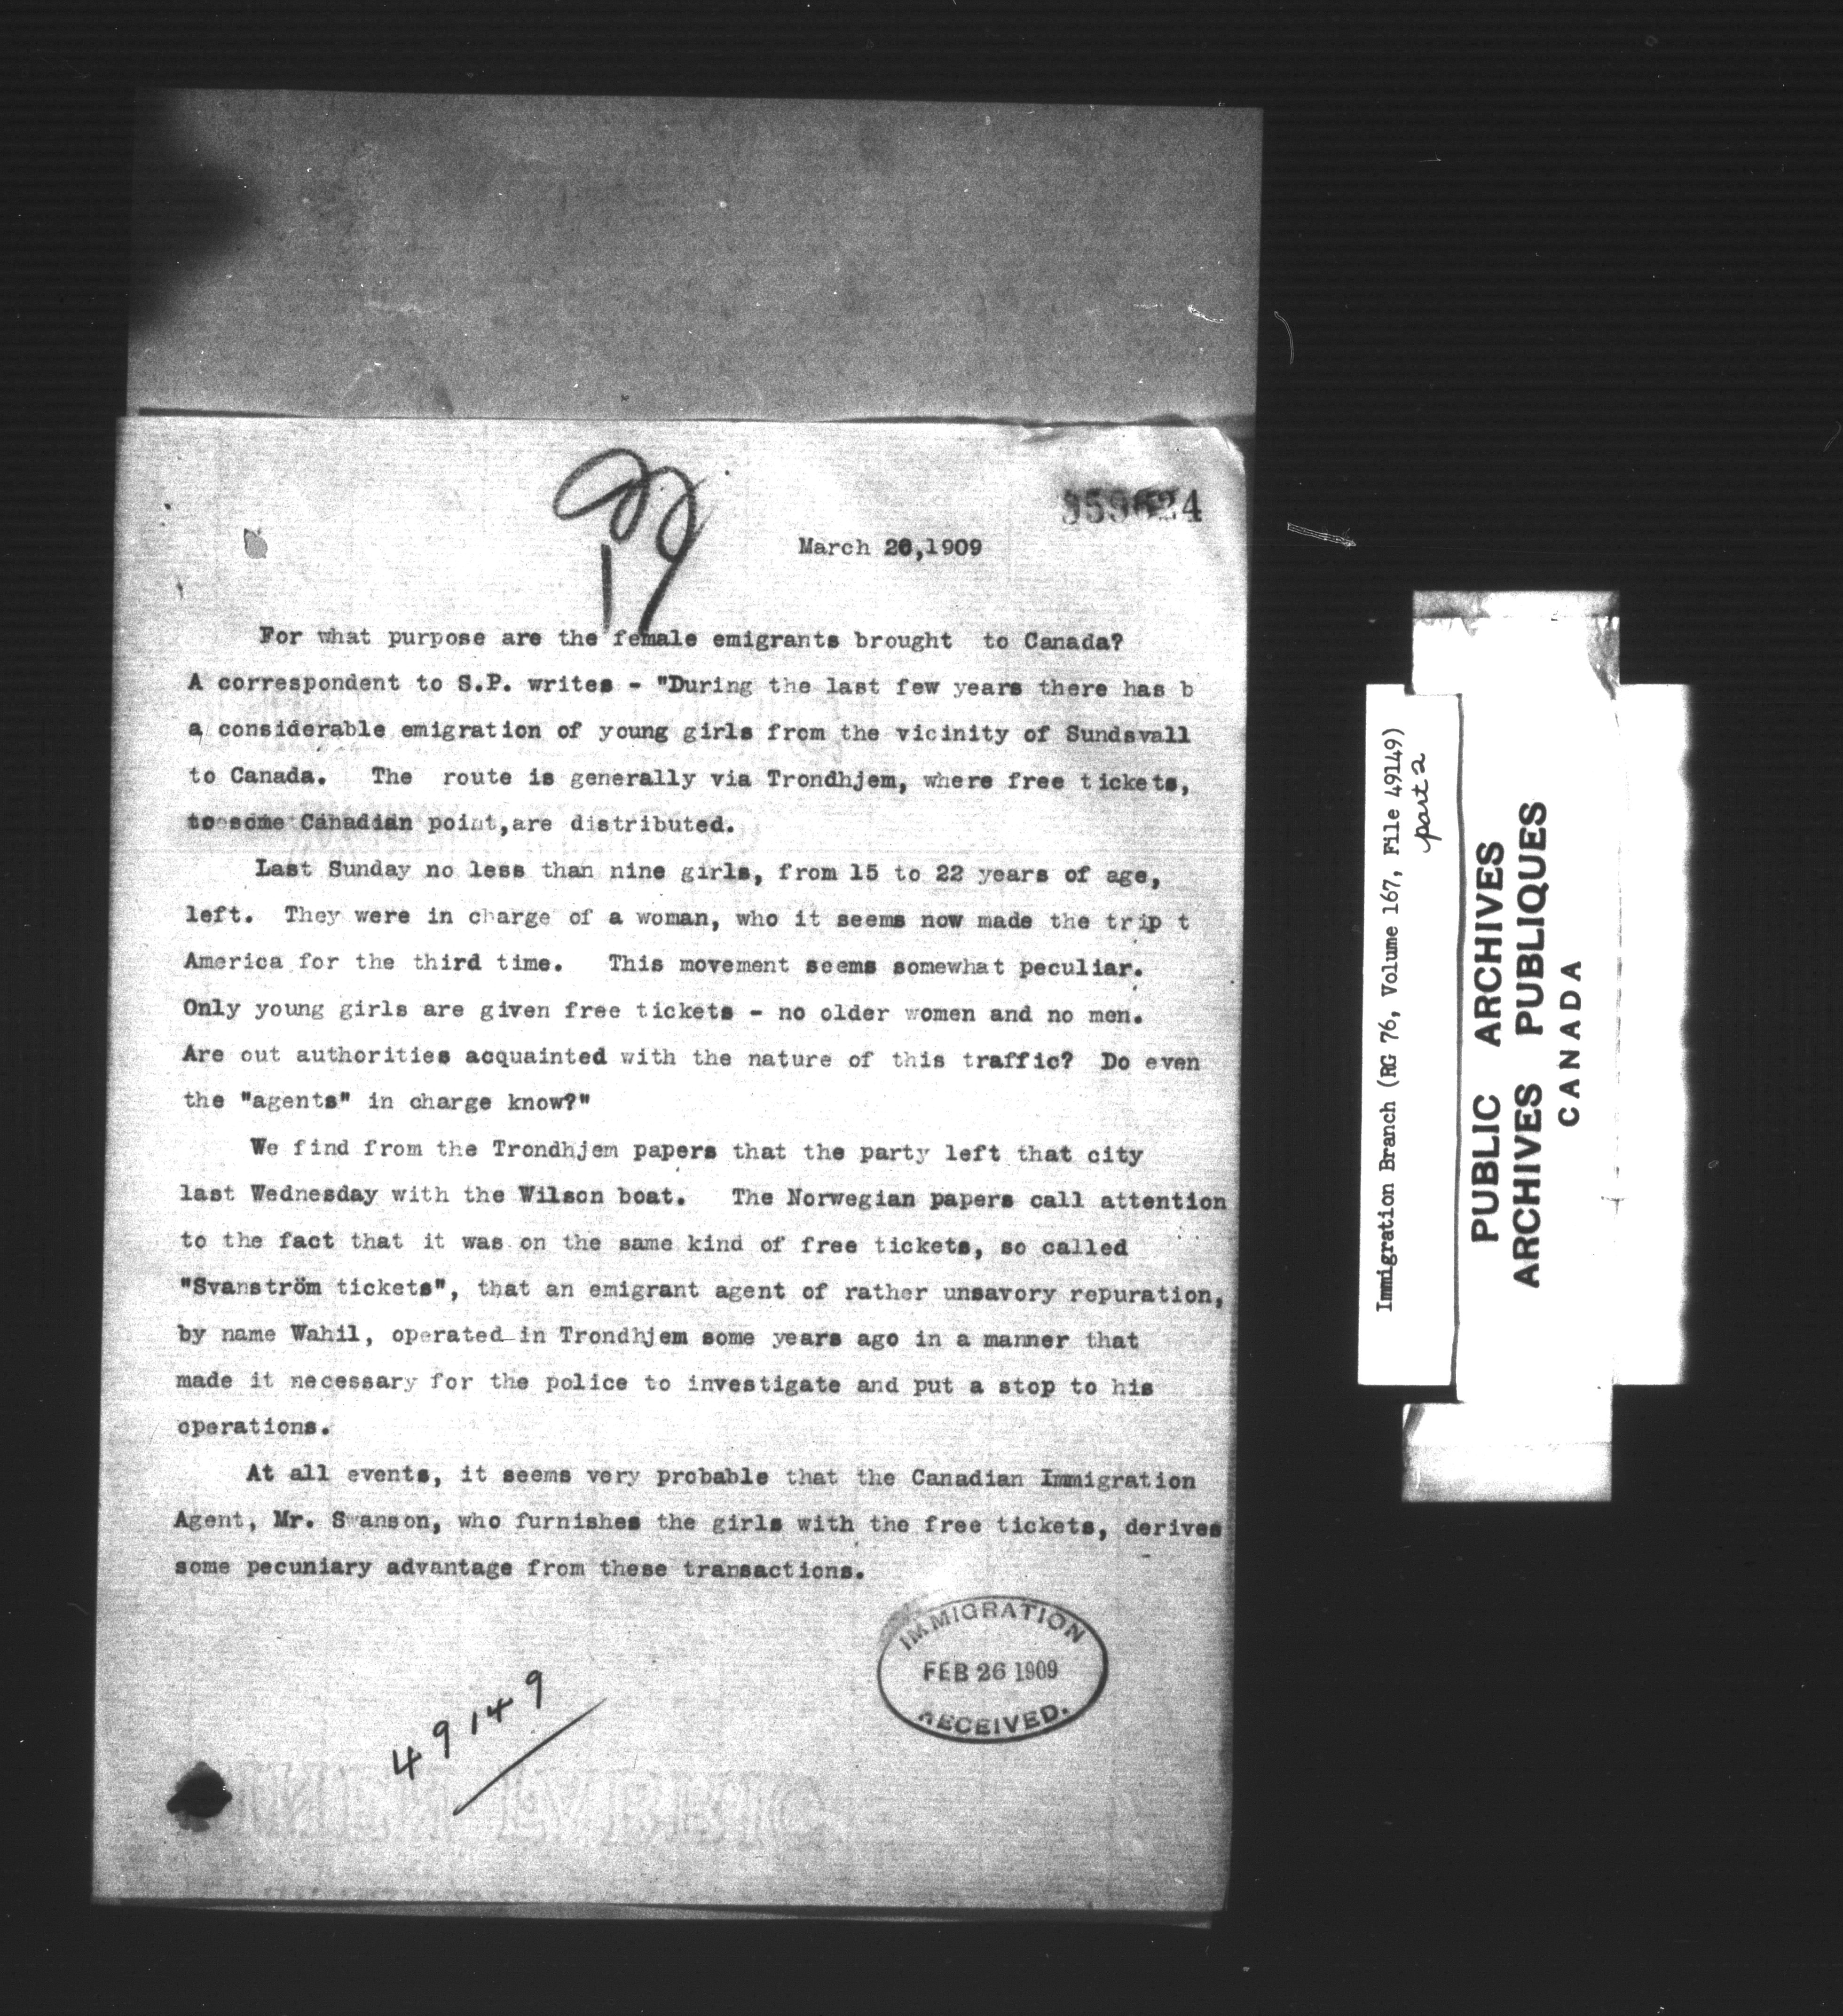 March 20,1909
For what purpose are the female emigrants brought to Canada?
A correspondent to S.P. writes - "During the last few years there has b
a considerable emigration of young girls from the vicinity of Sundsvall
to Canada. The route is generally via Trondhjem, where free tickets,
to some Canadian point,are distributed.
Last Sunday no less than nine girls, from 15 to 22 years of age,
left. They were in charge of a woman, who it seems now made the trip t
America for the third time. This movement seems somewhat peculiar.
Only young girls are given free tickets - no older women and no men.
Are out authorities acquainted with the nature of this traffic? Do even
the "agents" in charge know?"
We find from the Trondhjem papers that the party left that city
last Wednesday with the Wilson boat. The Norwegian papers call attention
to the fact that it was on the same kind of free tickets, so called
"Svanström tickets", that an emigrant agent of rather unsavory repuration,
by name Wahil, operated in Trondhjem some years ago in a manner that
made it necessary for the police to investigate and put a stop to his
operations.
At all events, it seems very probable that the Canadian Immigration
Agent, Mr. Swanson, who furnishes the girls with the free tickets, derives
some pecuniary advantage from these transactions.
IMMIGRATION
FEB 26 1909
RECEIVED.
49149
Immigration Branch (RG 76, Volume 167, File 49149)
part 2
PUBLIC ARCHIVES
ARCHIVES PUBLIQUES
CANADA